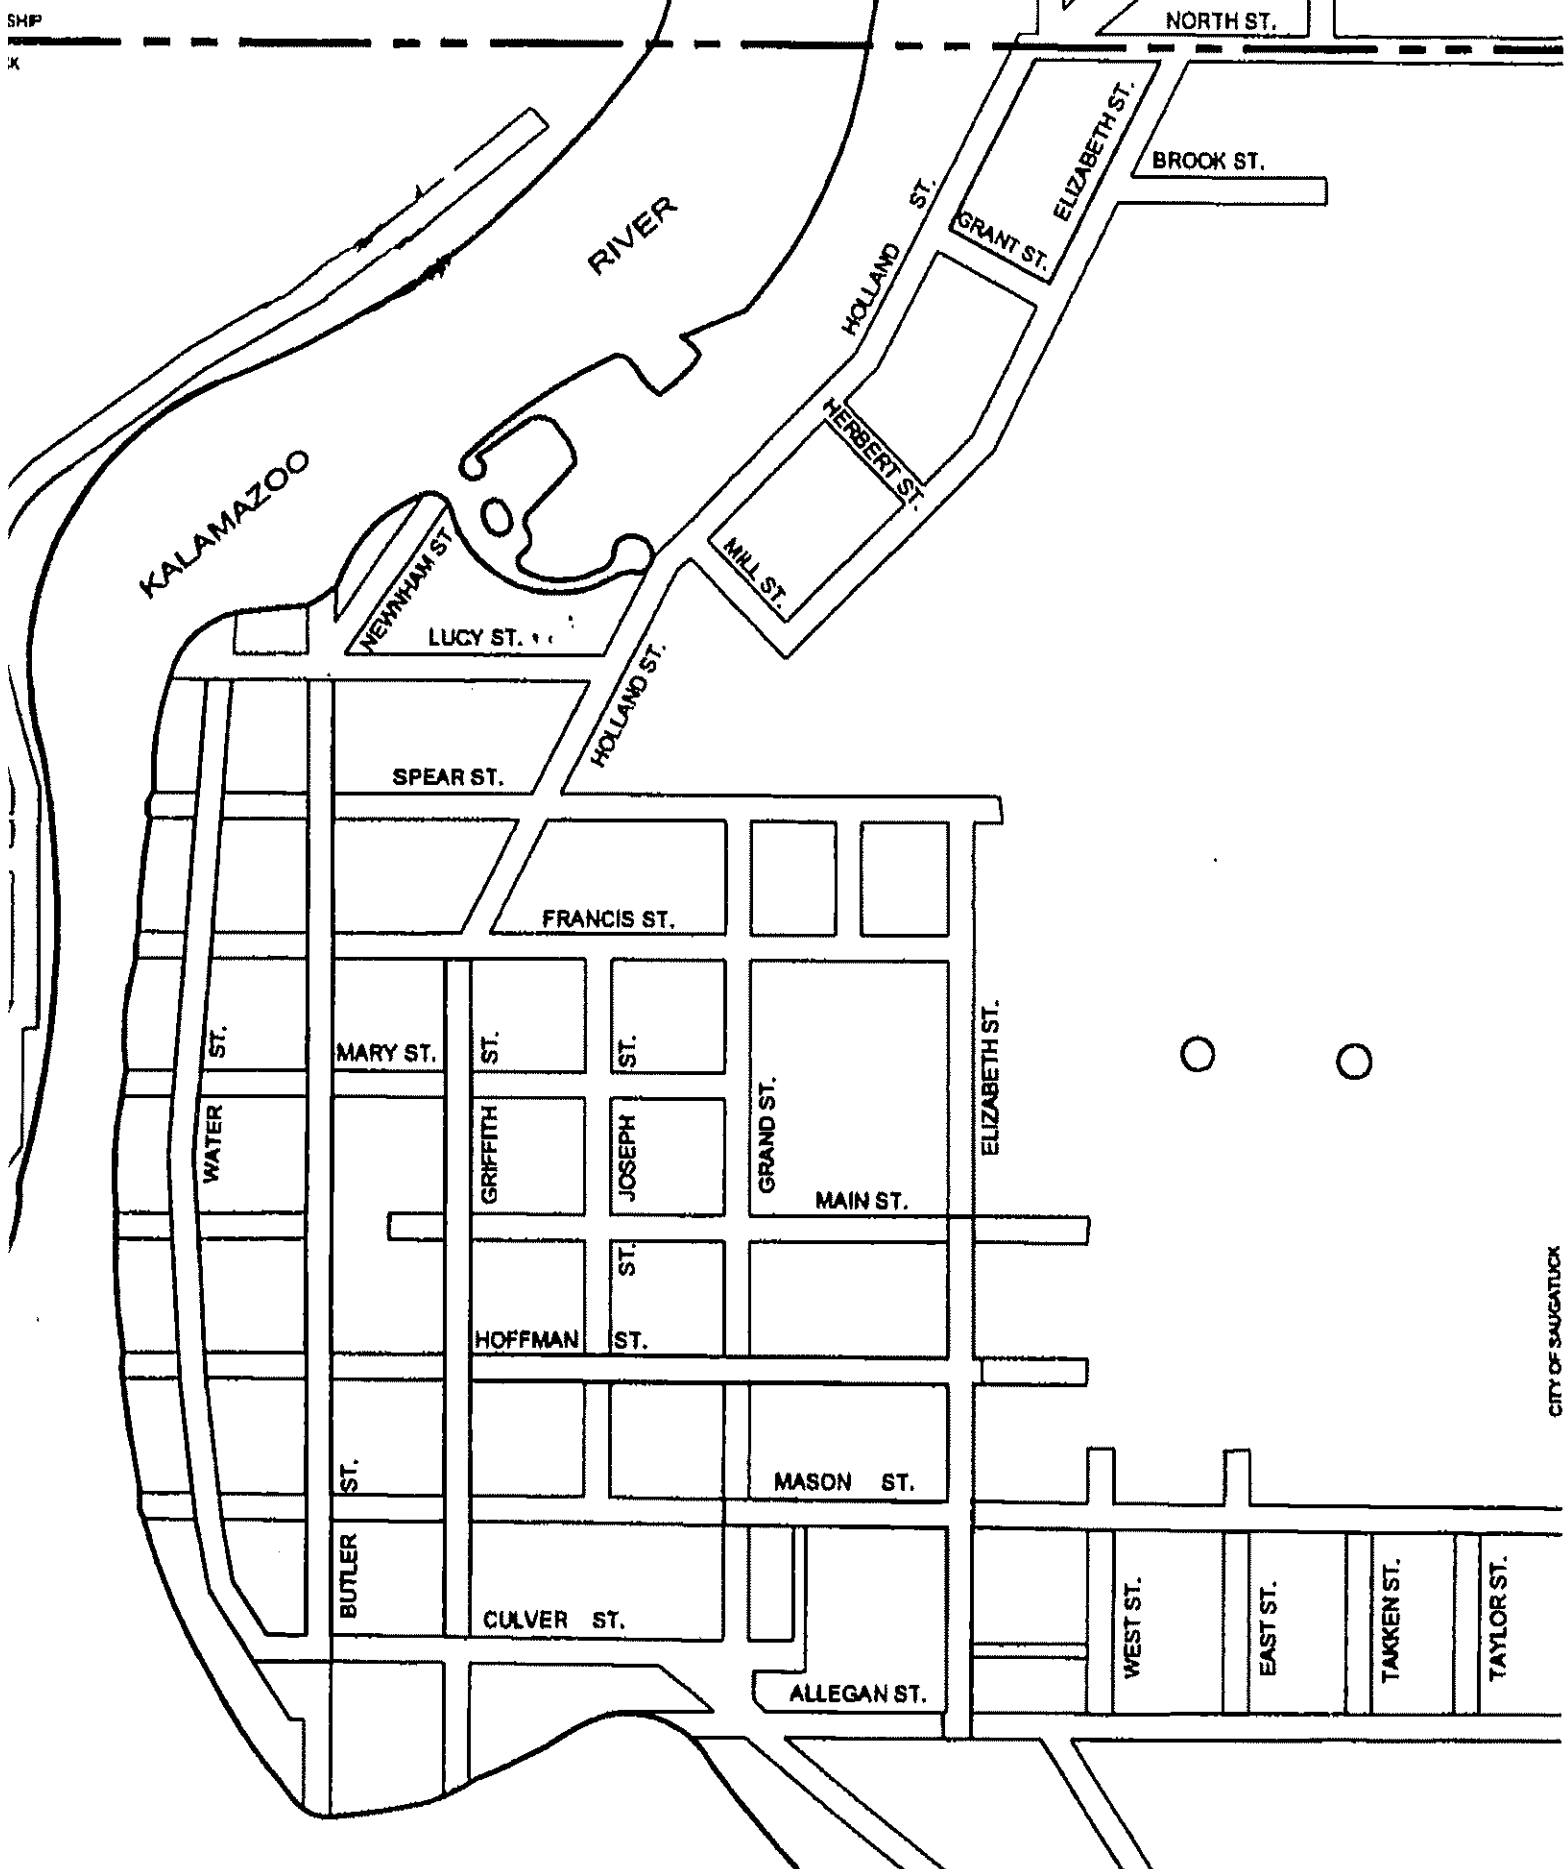 SHIP
NORTH ST.
ELIZABETH ST.
BROOK ST.
RIVER
HOLLAND ST.
GRANT ST.
KALAMAZOO
HERBERT ST.
NEWNHAM ST
MILL ST.
LUCY ST.
HOLLAND ST.
SPEAR ST.
FRANCIS ST.
WATER ST.
MARY ST.
GRIFFITH ST.
JOSEPH ST.
GRAND ST.
ELIZABETH ST.
MAIN ST.
ST.
HOFFMAN ST.
CITY OF SAUGATUCK
BUTLER ST.
MASON ST.
CULVER ST.
WEST ST.
EAST ST.
TAKKEN ST.
TAYLOR ST.
ALLEGAN ST.